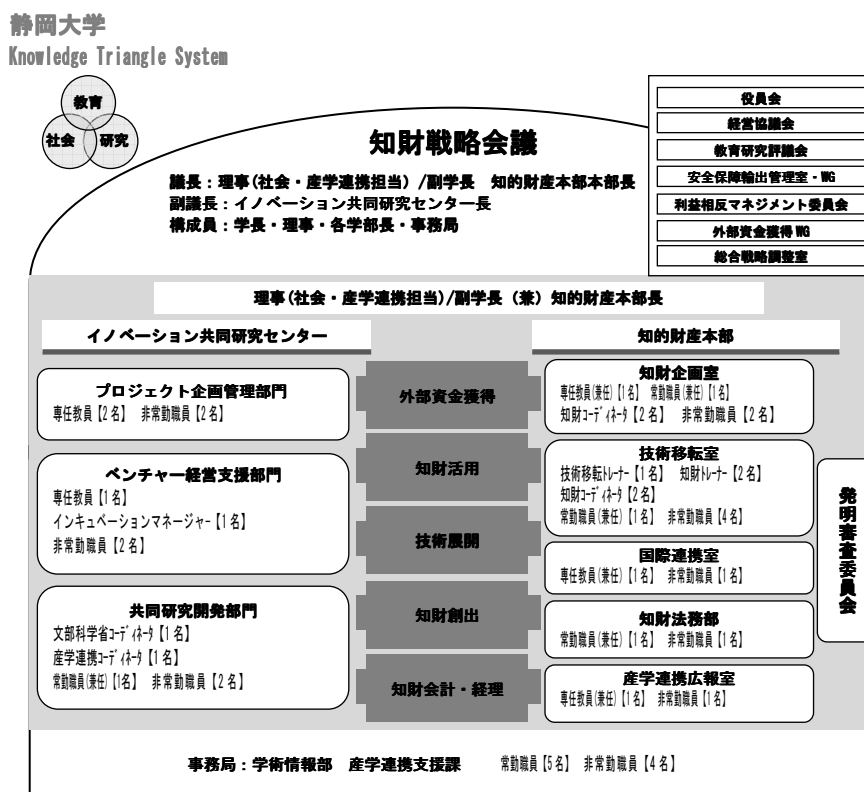 静岡大学
Knowledge Triangle System
教育
社会
研究
知財戦略会議
議長：理事(社会・産学連携担当)/副学長　知的財産本部本部長
副議長：イノベーション共同研究センター長
構成員：学長・理事・各学部長・事務局
役員会
経営協議会
教育研究評議会
安全保障輸出管理室・WG
利益相反マネジメント委員会
外部資金獲得WG
総合戦略調整室
理事(社会・産学連携担当)/副学長（兼）知的財産本部長
イノベーション共同研究センター
プロジェクト企画管理部門
専任教員【2名】　非常勤職員【2名】
ベンチャー経営支援部門
専任教員【1名】
インキュベーションマネージャｰ【1名】
非常勤職員【2名】
共同研究開発部門
文部科学省ｺｰﾃﾞｨﾈｰﾀ【1名】
産学連携ｺｰﾃﾞｨﾈｰﾀ【1名】
常勤職員(兼任)【1名】　非常勤職員【2名】
外部資金獲得
知財活用
技術展開
知財創出
知財会計・経理
知的財産本部
知財企画室
専任教員(兼任)【1名】　常勤職員(兼任)【1名】
知財ｺｰﾃﾞｨﾈｰﾀ【2名】　非常勤職員【2名】
技術移転室
技術移転ﾄﾚｰﾅｰ【1名】　知財ﾄﾚｰﾅｰ【2名】
知財ｺｰﾃﾞｨﾈｰﾀ【2名】
常勤職員(兼任)【1名】　非常勤職員【4名】
国際連携室
専任教員(兼任)【1名】　非常勤職員【1名】
知財法務部
常勤職員(兼任)【1名】　非常勤職員【1名】
産学連携広報室
専任教員(兼任)【1名】　非常勤職員【1名】
発明審査委員会
事務局：学術情報部　産学連携支援課　　常勤職員【5名】　非常勤職員【4名】